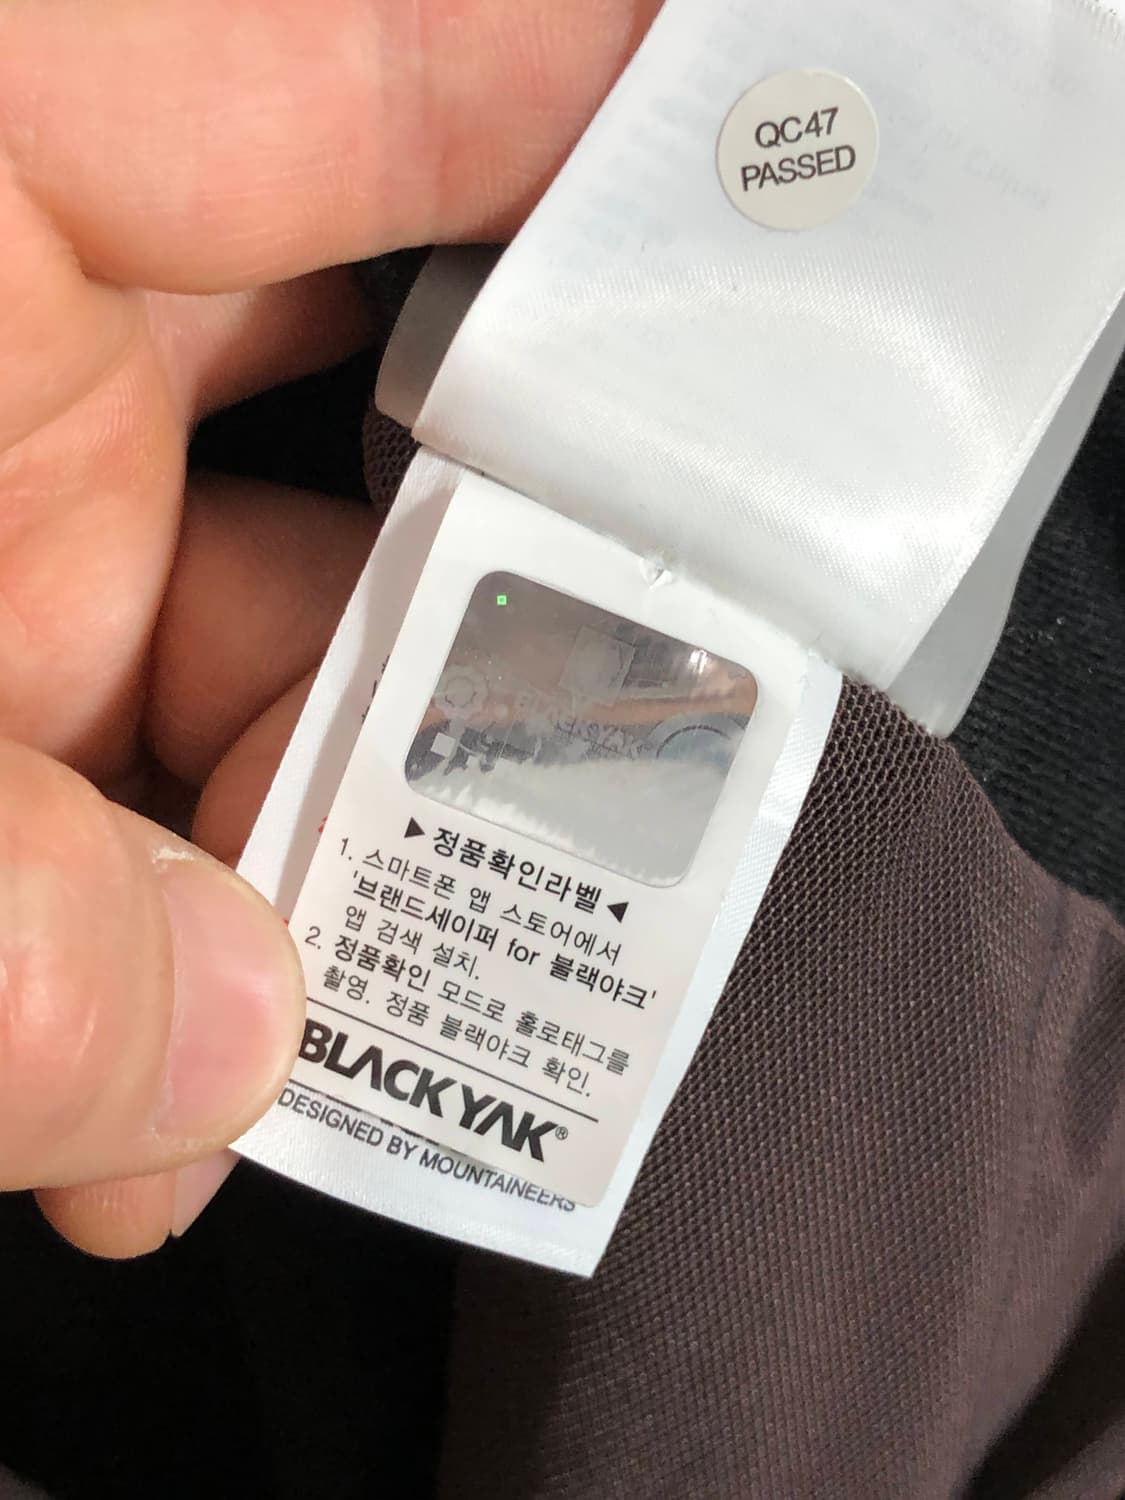 QC47
PASSED
▶ 정품확인라벨 ◀
1. 스마트폰 앱 스토어에서
'브랜드세이퍼 for 블랙야크'
앱 검색 설치.
2. 정품확인 모드로 홀로태그를
촬영. 정품 블랙야크 확인.
BLACKYAK®
DESIGNED BY MOUNTAINEERS